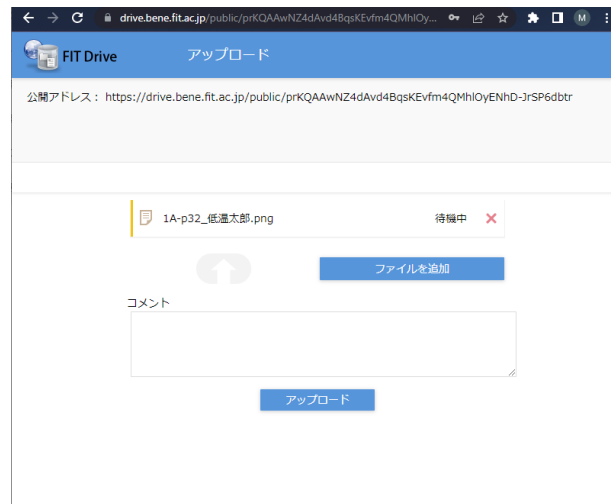 drive.bene.fit.ac.jp/public/prKQAAwNZ4dAvd4BqsKEvfm4QMhlOy...
M
FIT Drive
アップロード
公開アドレス： https://drive.bene.fit.ac.jp/public/prKQAAwNZ4dAvd4BqsKEvfm4QMhlOyENhD-JrSP6dbtr
1A-p32_低温太郎.png
待機中
ファイルを追加
コメント
アップロード